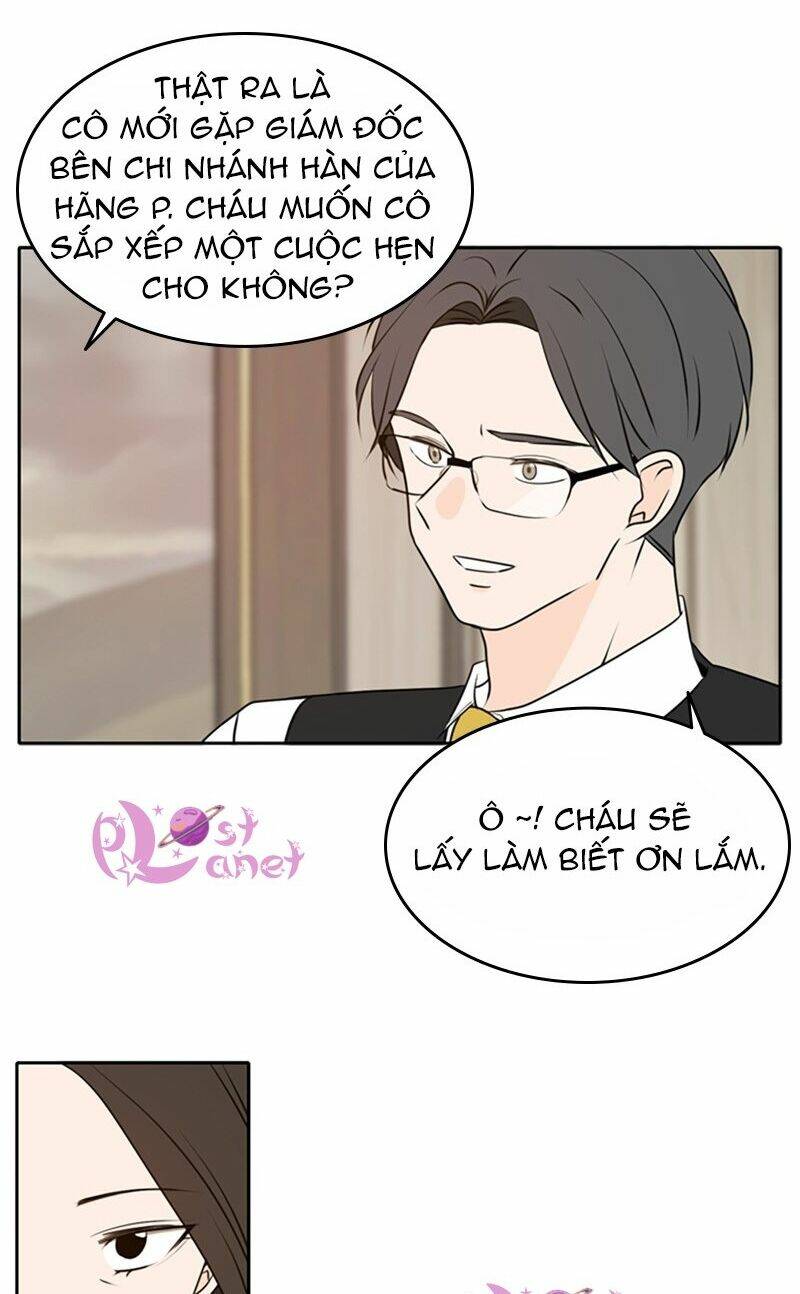 THẬT RA LÀ
CÔ MỚI GẶP GIÁM ĐỐC
BÊN CHI NHÁNH HÀN CỦA
HÃNG P. CHÁU MUỐN CÔ
SẮP XẾP MỘT CUỘC HẸN
CHO KHÔNG?
Ô ~! CHÁU SẼ
LẤY LÀM BIẾT ƠN LẮM.
Lost
Planet